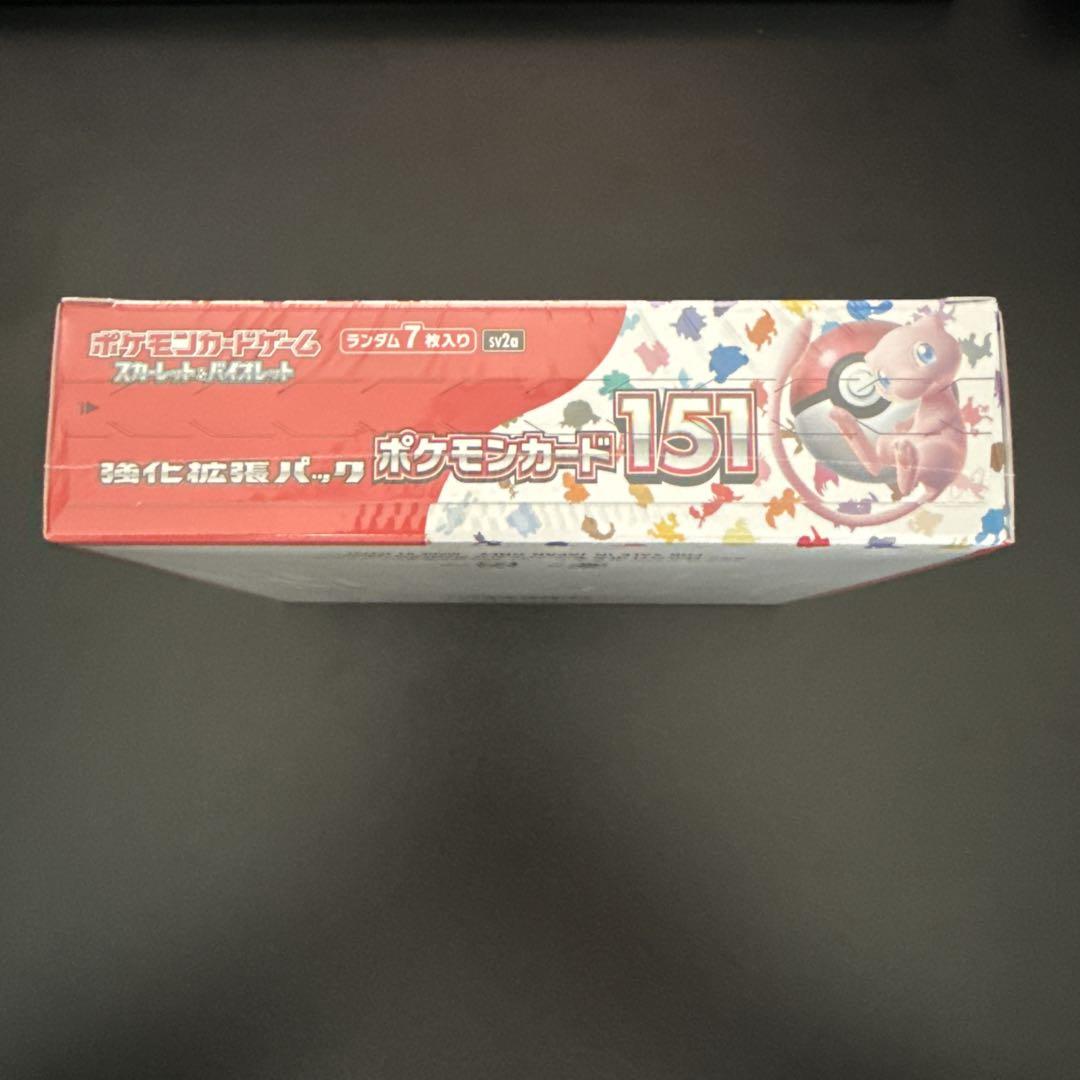 ポケモンカードゲーム ランダム7枚入り sv2a
スカーレット&バイオレット
強化拡張パック ポケモンカード151